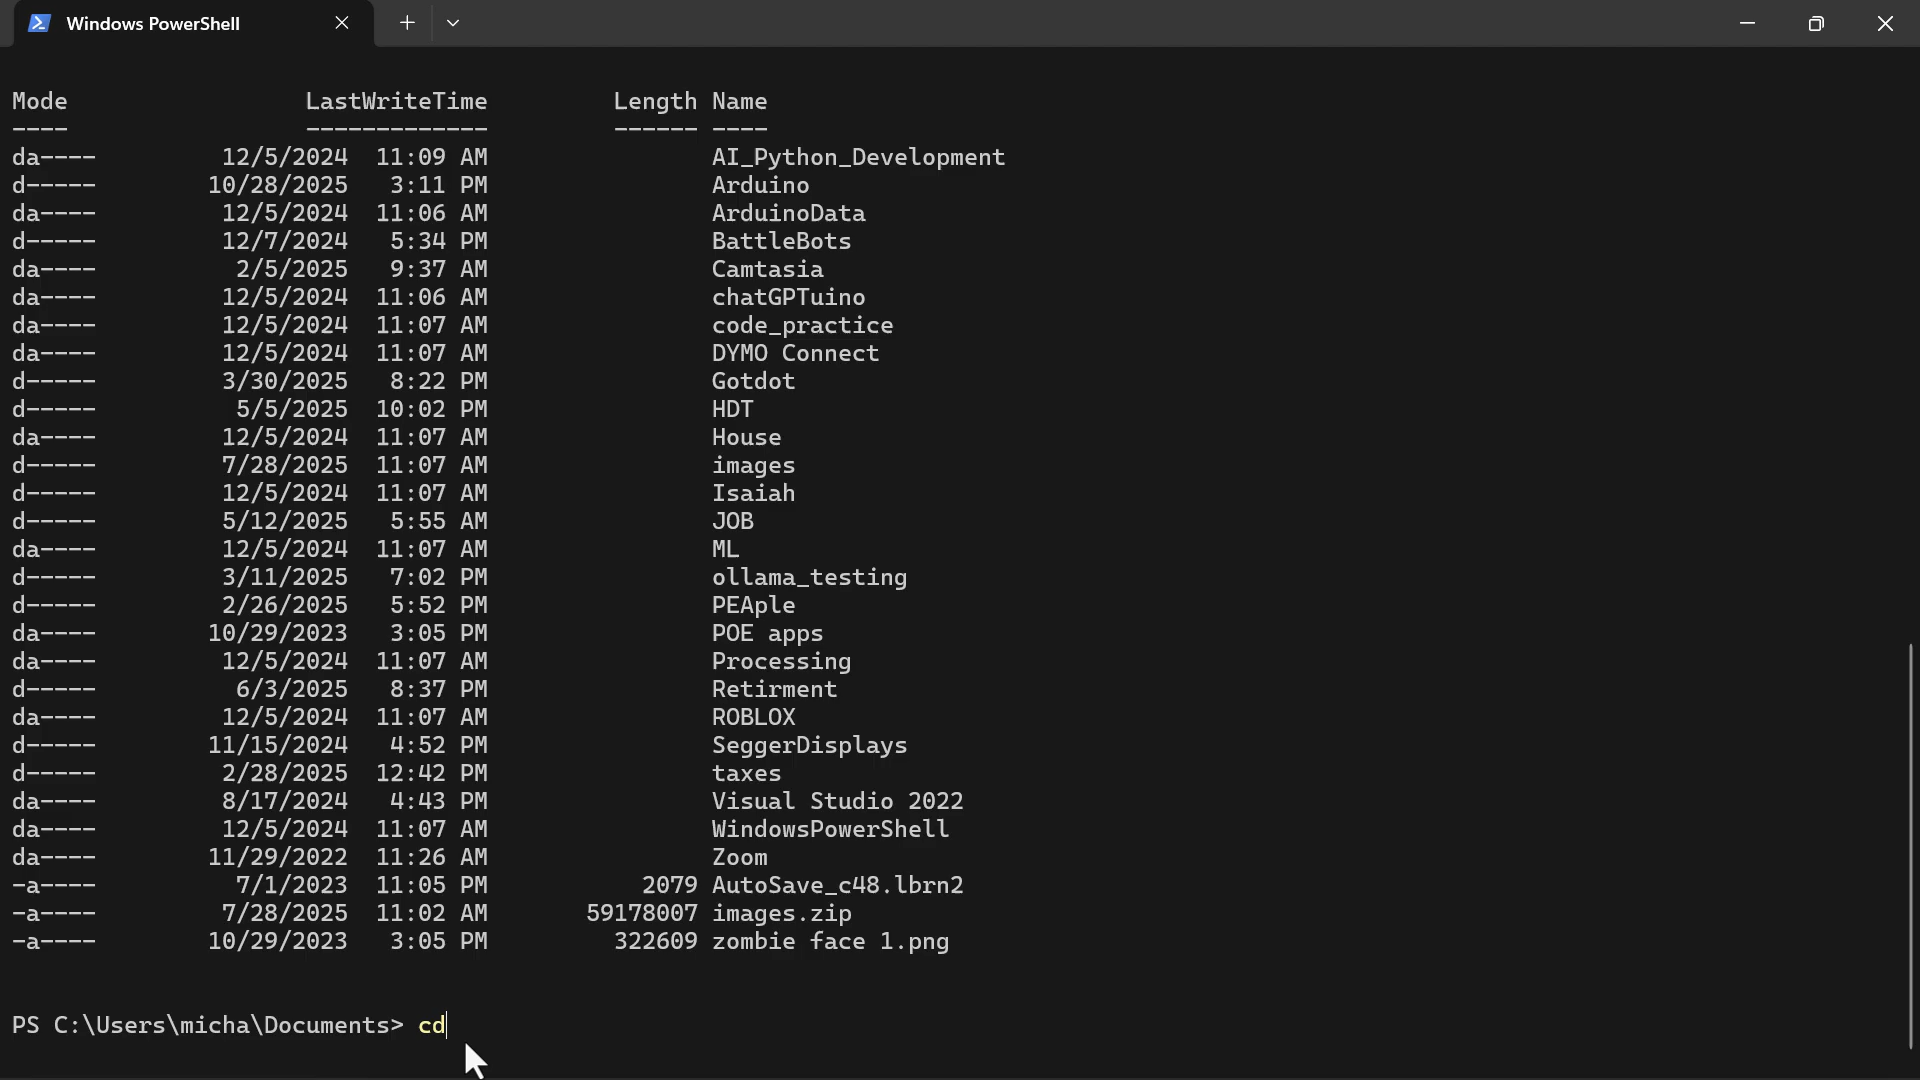 Windows PowerShell
Mode LastWriteTime Length Name
---- ------------- ------ ----
da---- 12/5/2024 11:09 AM AI_Python_Development
d----- 10/28/2025 3:11 PM Arduino
da---- 12/5/2024 11:06 AM ArduinoData
d----- 12/7/2024 5:34 PM BattleBots
da---- 2/5/2025 9:37 AM Camtasia
da---- 12/5/2024 11:06 AM chatGPTuino
da---- 12/5/2024 11:07 AM code_practice
da---- 12/5/2024 11:07 AM DYMO Connect
d----- 3/30/2025 8:22 PM Gotdot
d----- 5/5/2025 10:02 PM HDT
da---- 12/5/2024 11:07 AM House
d----- 7/28/2025 11:07 AM images
d----- 12/5/2024 11:07 AM Isaiah
d----- 5/12/2025 5:55 AM JOB
da---- 12/5/2024 11:07 AM ML
d----- 3/11/2025 7:02 PM ollama_testing
d----- 2/26/2025 5:52 PM PEAple
da---- 10/29/2023 3:05 PM POE apps
da---- 12/5/2024 11:07 AM Processing
d----- 6/3/2025 8:37 PM Retirment
da---- 12/5/2024 11:07 AM ROBLOX
d----- 11/15/2024 4:52 PM SeggerDisplays
d----- 2/28/2025 12:42 PM taxes
da---- 8/17/2024 4:43 PM Visual Studio 2022
da---- 12/5/2024 11:07 AM WindowsPowerShell
da---- 11/29/2022 11:26 AM Zoom
-a---- 7/1/2023 11:05 PM 2079 AutoSave_c48.lbrn2
-a---- 7/28/2025 11:02 AM 59178007 images.zip
-a---- 10/29/2023 3:05 PM 322609 zombie face 1.png
PS C:\Users\micha\Documents> cd